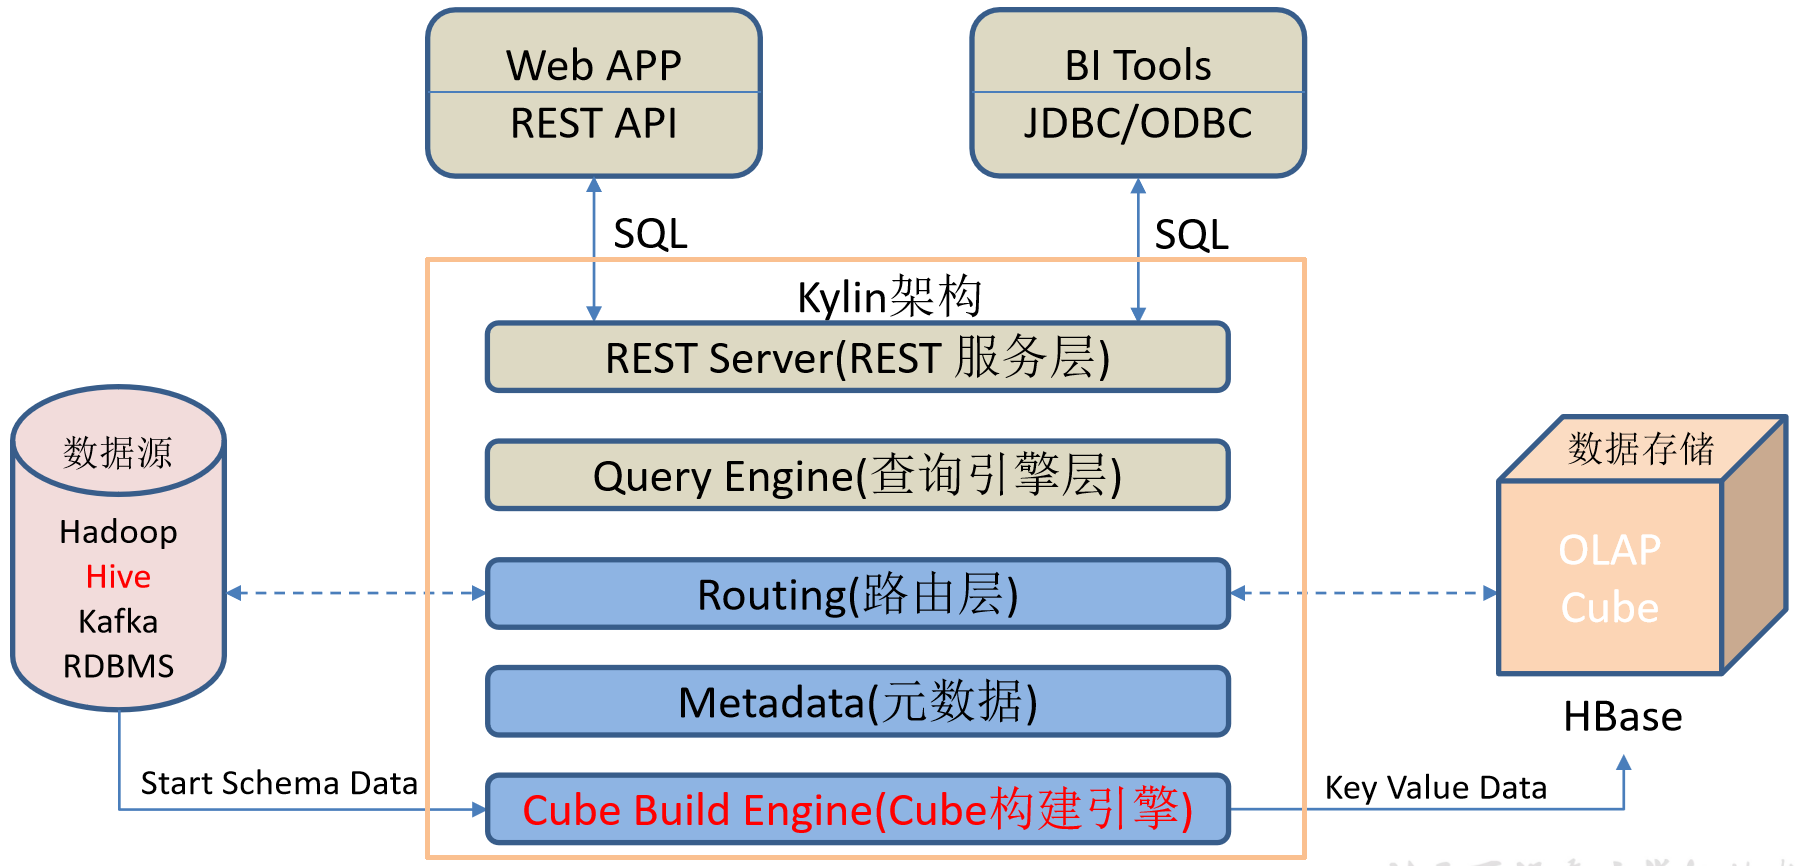 Web APP
REST API
BI Tools
JDBC/ODBC
SQL
SQL
Kylin架构
REST Server(REST 服务层)
Query Engine(查询引擎层)
Routing(路由层)
Metadata(元数据)
Cube Build Engine(Cube构建引擎)
数据源
Hadoop
Hive
Kafka
RDBMS
Start Schema Data
数据存储
OLAP
Cube
HBase
Key Value Data